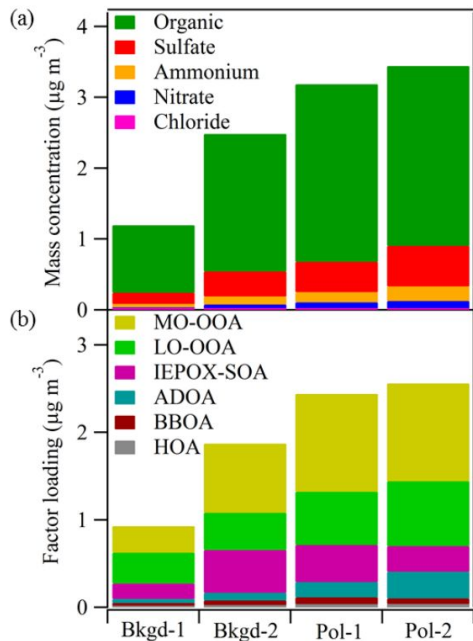 (a)
Organic
Sulfate
Ammonium
Nitrate
Chloride
Mass concentration (μg m⁻³)
4
3
2
1
0
(b)
MO-OOA
LO-OOA
IEPOX-SOA
ADOA
BBOA
HOA
Factor loading (μg m⁻³)
3
2
1
0
Bkgd-1 Bkgd-2 Pol-1 Pol-2